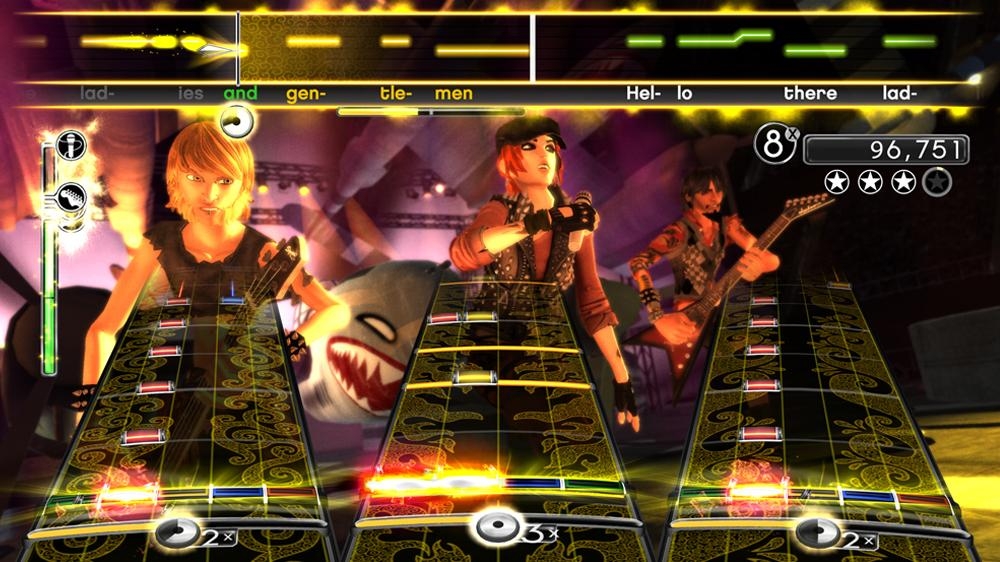 lad- ies and gen- tle- men Hel- lo there lad-
8x 96,751
2x 3x 2x